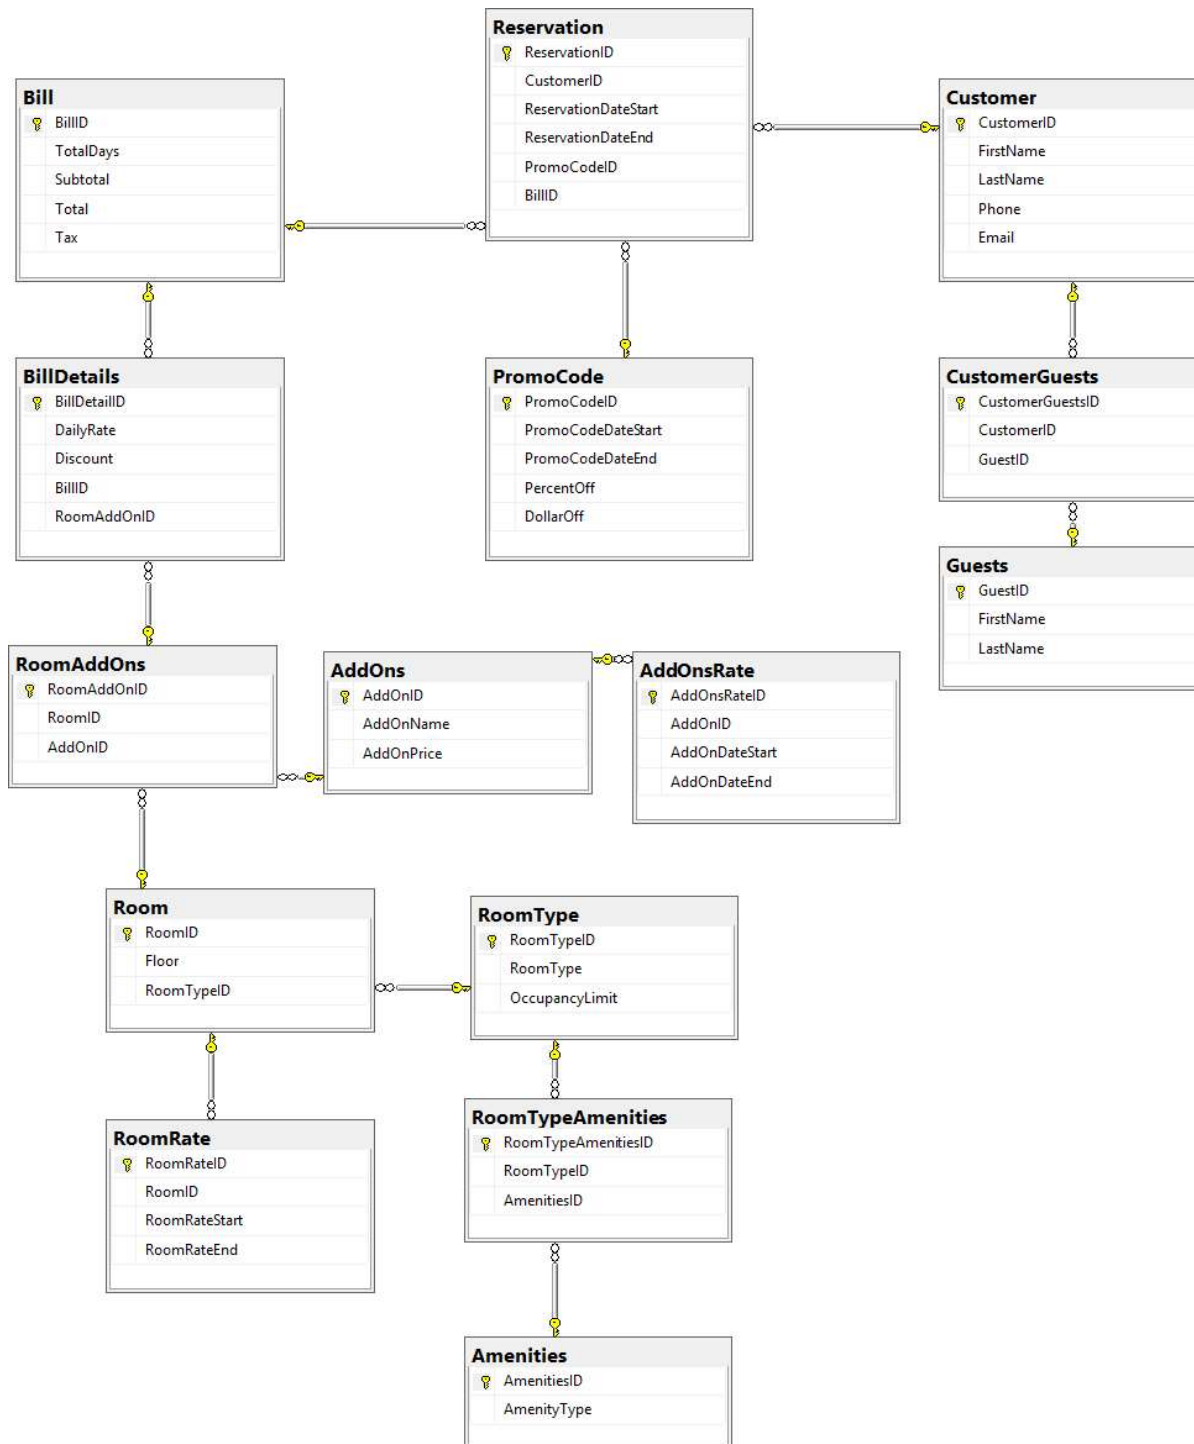 Reservation
ReservationID
CustomerID
ReservationDateStart
ReservationDateEnd
PromoCodeID
BillID
Bill
BillID
TotalDays
Subtotal
Total
Tax
Customer
CustomerID
FirstName
LastName
Phone
Email
BillDetails
BillDetailID
DailyRate
Discount
BillID
RoomAddOnID
PromoCode
PromoCodeID
PromoCodeDateStart
PromoCodeDateEnd
PercentOff
DollarOff
CustomerGuests
CustomerGuestsID
CustomerID
GuestID
Guests
GuestID
FirstName
LastName
RoomAddOns
RoomAddOnID
RoomID
AddOnID
AddOns
AddOnID
AddOnName
AddOnPrice
AddOnsRate
AddOnsRateID
AddOnID
AddOnDateStart
AddOnDateEnd
Room
RoomID
Floor
RoomTypeID
RoomType
RoomTypeID
RoomType
OccupancyLimit
RoomRate
RoomRateID
RoomID
RoomRateStart
RoomRateEnd
RoomTypeAmenities
RoomTypeAmenitiesID
RoomTypeID
AmenitiesID
Amenities
AmenitiesID
AmenityType